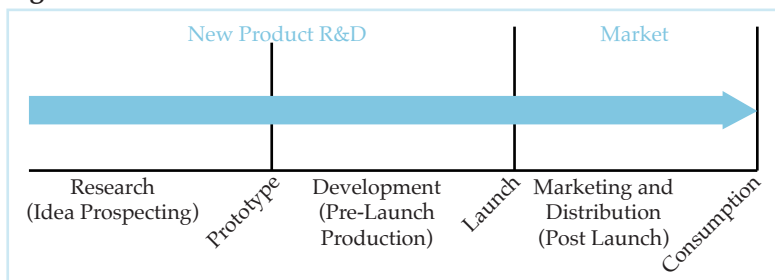 New Product R&D
Market
Research
(Idea Prospecting)
Prototype
Development
(Pre-Launch
Production)
Launch
Marketing and
Distribution
(Post Launch)
Consumption